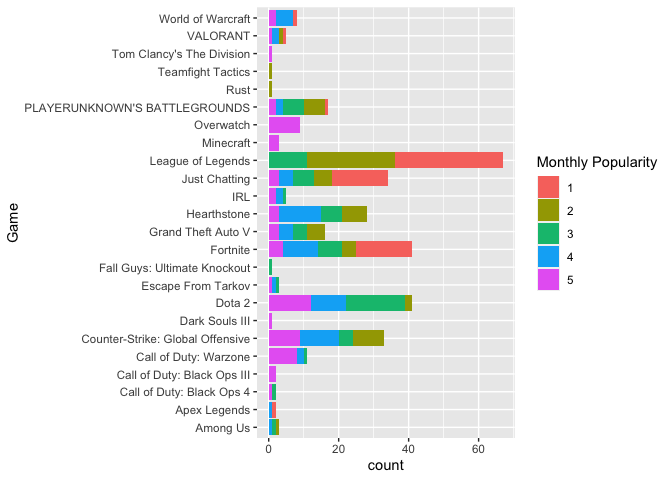 World of Warcraft
VALORANT
Tom Clancy's The Division
Teamfight Tactics
Rust
PLAYERUNKNOWN'S BATTLEGROUNDS
Overwatch
Minecraft
League of Legends
Just Chatting
IRL
Hearthstone
Grand Theft Auto V
Fortnite
Fall Guys: Ultimate Knockout
Escape From Tarkov
Dota 2
Dark Souls III
Counter-Strike: Global Offensive
Call of Duty: Warzone
Call of Duty: Black Ops III
Call of Duty: Black Ops 4
Apex Legends
Among Us
Game
0 20 40 60
count
Monthly Popularity
1
2
3
4
5